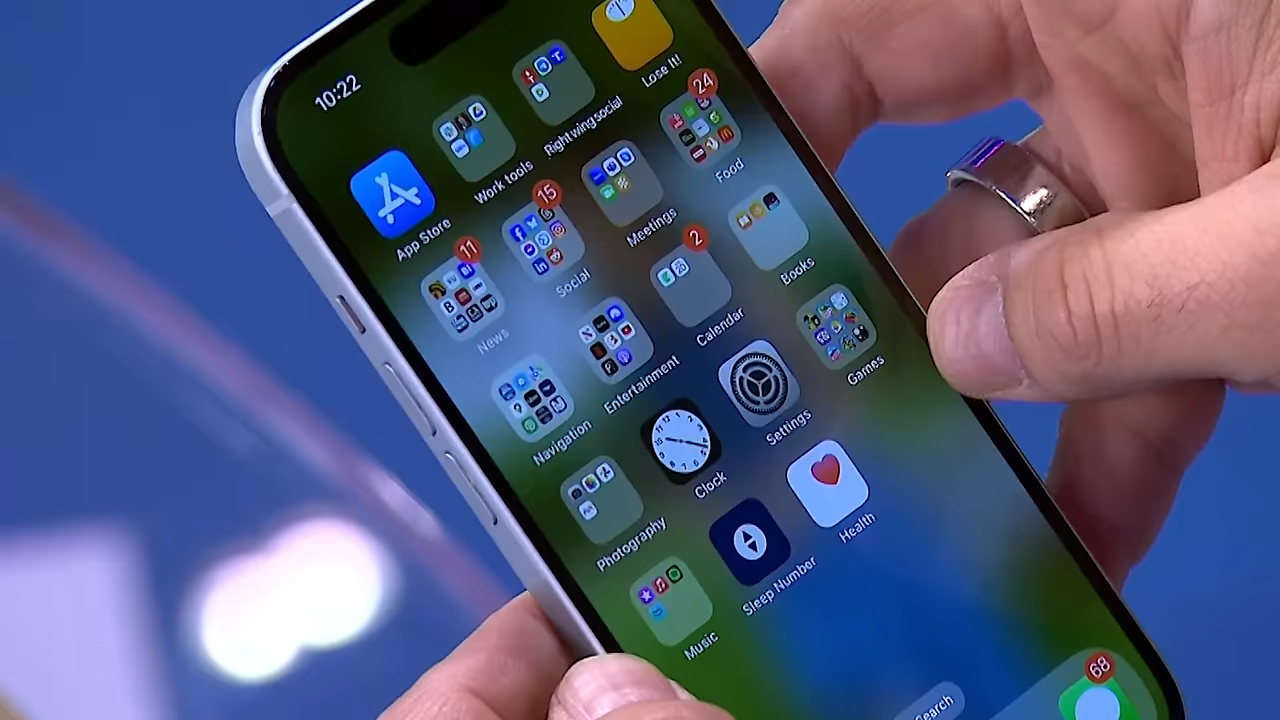 10:22
App Store
Work tools
Right wing social
Lose It!
11
News
15
Social
Meetings
24
Food
Navigation
Entertainment
2
Calendar
Books
Photography
Clock
Settings
Games
Music
Sleep Number
Health
Search
68